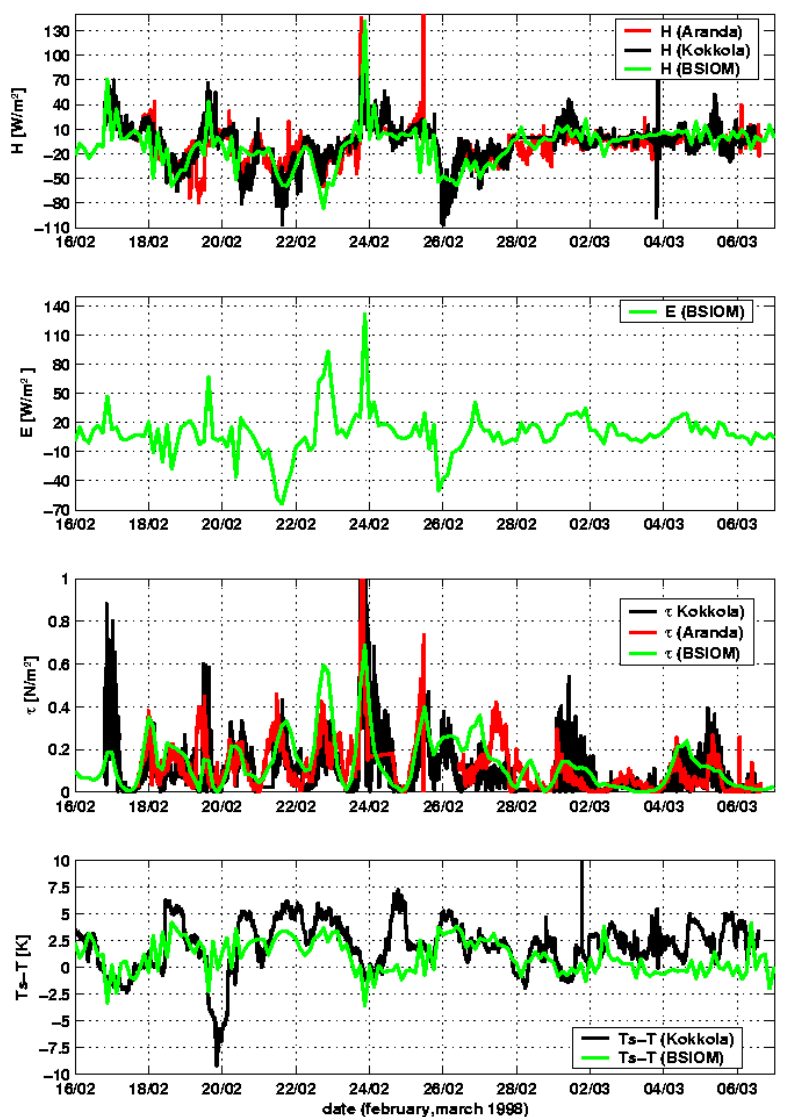 130
100
70
40
10
−20
−50
−80
−110
H [W/m²]
H (Aranda)
H (Kokkola)
H (BSIOM)
16/02 18/02 20/02 22/02 24/02 26/02 28/02 02/03 04/03 06/03
140
110
80
50
20
−10
−40
−70
E [W/m² ]
E (BSIOM)
16/02 18/02 20/02 22/02 24/02 26/02 28/02 02/03 04/03 06/03
1
0.8
0.6
0.4
0.2
0
τ [N/m²]
τ Kokkola)
τ (Aranda)
τ (BSIOM)
16/02 18/02 20/02 22/02 24/02 26/02 28/02 02/03 04/03 06/03
10
7.5
5
2.5
0
−2.5
−5
−7.5
−10
Ts−T [K]
Ts−T (Kokkola)
Ts−T (BSIOM)
16/02 18/02 20/02 22/02 24/02 26/02 28/02 02/03 04/03 06/03
date (february,march 1998)